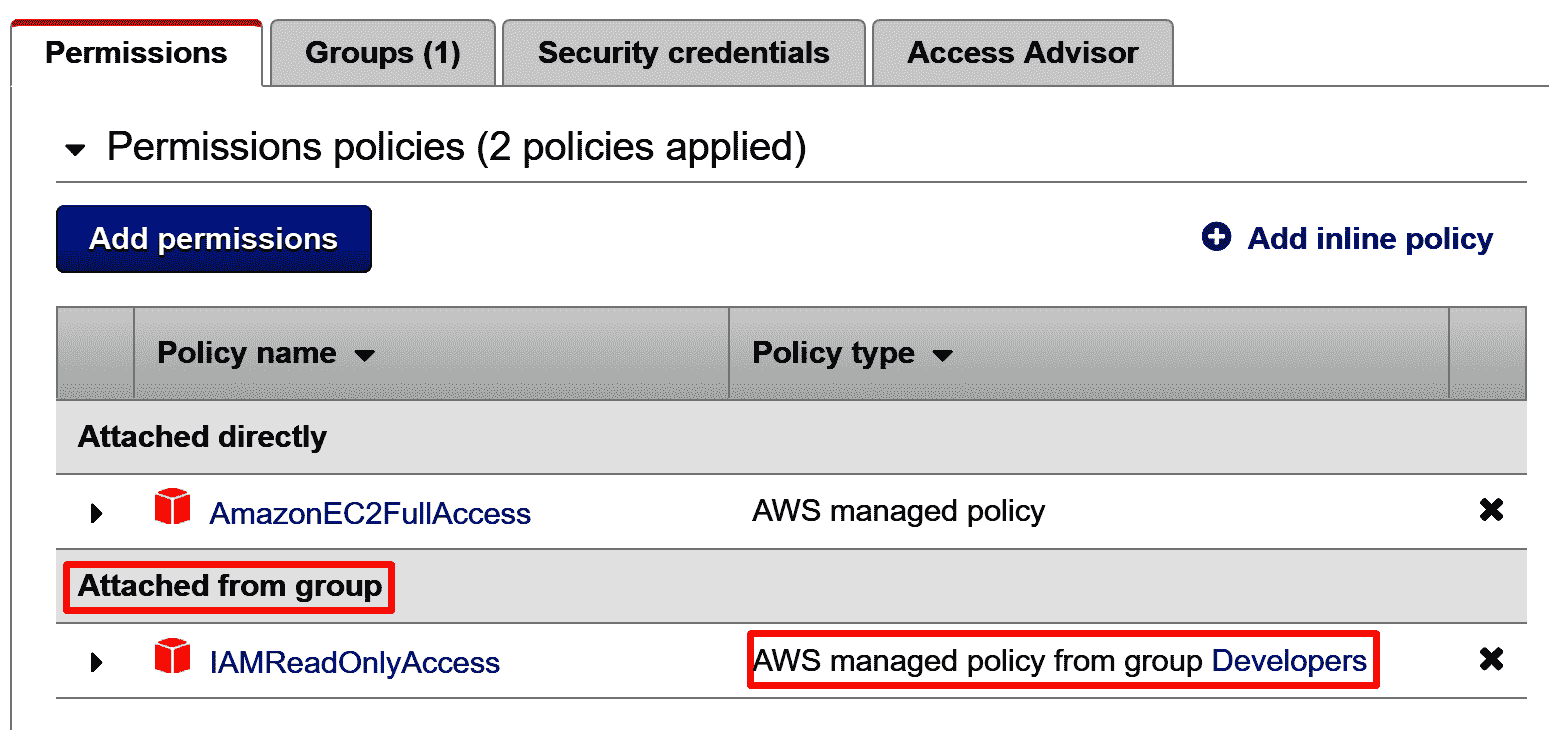 Permissions Groups (1) Security credentials Access Advisor
Permissions policies (2 policies applied)
Add permissions Add inline policy
Policy name Policy type
Attached directly
AmazonEC2FullAccess AWS managed policy
Attached from group
IAMReadOnlyAccess AWS managed policy from group Developers